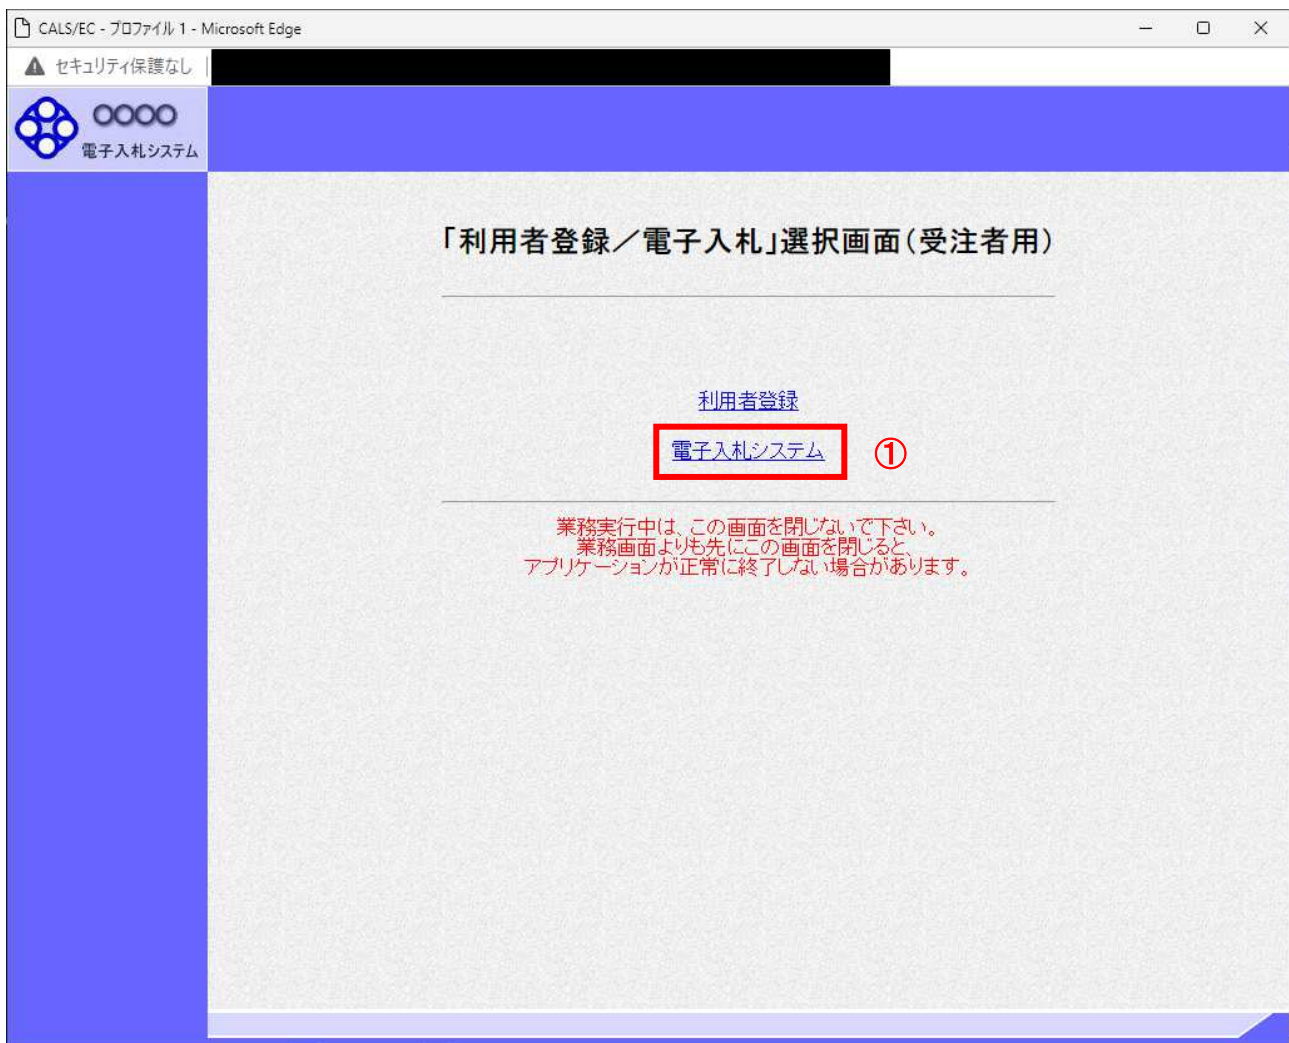 CALS/EC - プロファイル 1 - Microsoft Edge
セキュリティ保護なし
OOOO
電子入札システム
「利用者登録／電子入札」選択画面（受注者用）
利用者登録
電子入札システム ①
業務実行中は、この画面を閉じないで下さい。
業務画面よりも先にこの画面を閉じると、
アプリケーションが正常に終了しない場合があります。